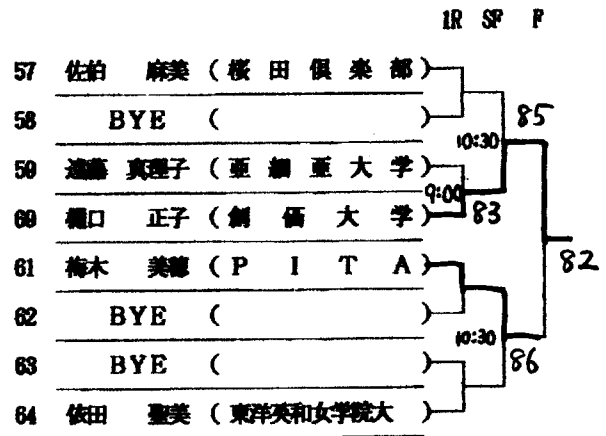 1R SF F
57 佐伯 麻美 (桜田倶楽部)
58 BYE ( )
59 遠藤 真理子 (亜細亜大学)
60 樋口 正子 (創価大学)
61 梅木 美穂 (PITA)
62 BYE ( )
63 BYE ( )
64 依田 聖美 (東洋英和女学院大)
9:00
83
10:30
85
10:30
86
82